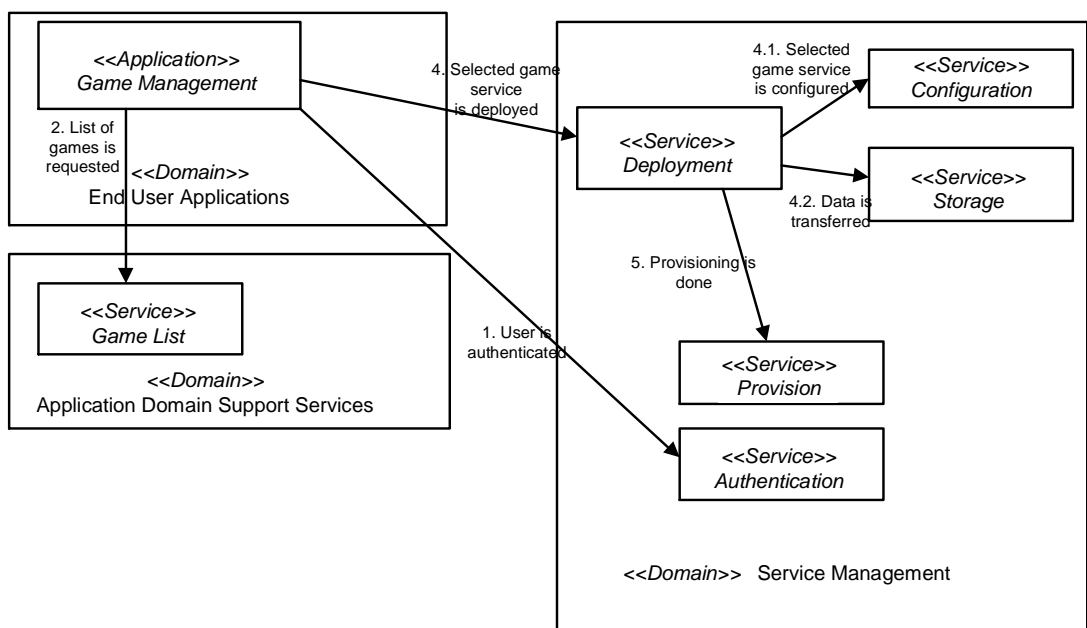 <<Application>>
Game Management
2. List of
games is
requested
<<Domain>>
End User Applications
<<Service>>
Game List
<<Domain>>
Application Domain Support Services
4. Selected game
service
is deployed
1. User is
authenticated
<<Service>>
Deployment
4.1. Selected
game service
is configured
<<Service>>
Configuration
4.2. Data is
transferred
<<Service>>
Storage
5. Provisioning is
done
<<Service>>
Provision
<<Service>>
Authentication
<<Domain>> Service Management